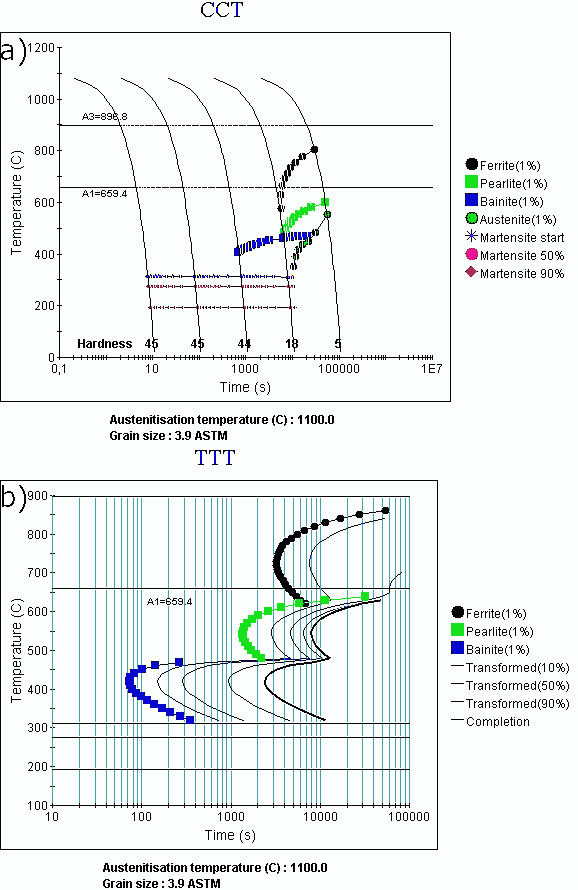 CCT
a)
1200
1000
800
600
400
200
0
Temperature (C)
A3=896.8
A1=659.4
Hardness 45 45 44 18 5
0,1 10 1000 100000 1E7
Time (s)
Ferrite(1%)
Pearlite(1%)
Bainite(1%)
Austenite(1%)
Martensite start
Martensite 50%
Martensite 90%
Austenitisation temperature (C) : 1100.0
Grain size : 3.9 ASTM
TTT
b)
900
800
700
600
500
400
300
200
100
Temperature (C)
A1=659.4
10 100 1000 10000 100000
Time (s)
Ferrite(1%)
Pearlite(1%)
Bainite(1%)
Transformed(10%)
Transformed(50%)
Transformed(90%)
Completion
Austenitisation temperature (C) : 1100.0
Grain size : 3.9 ASTM